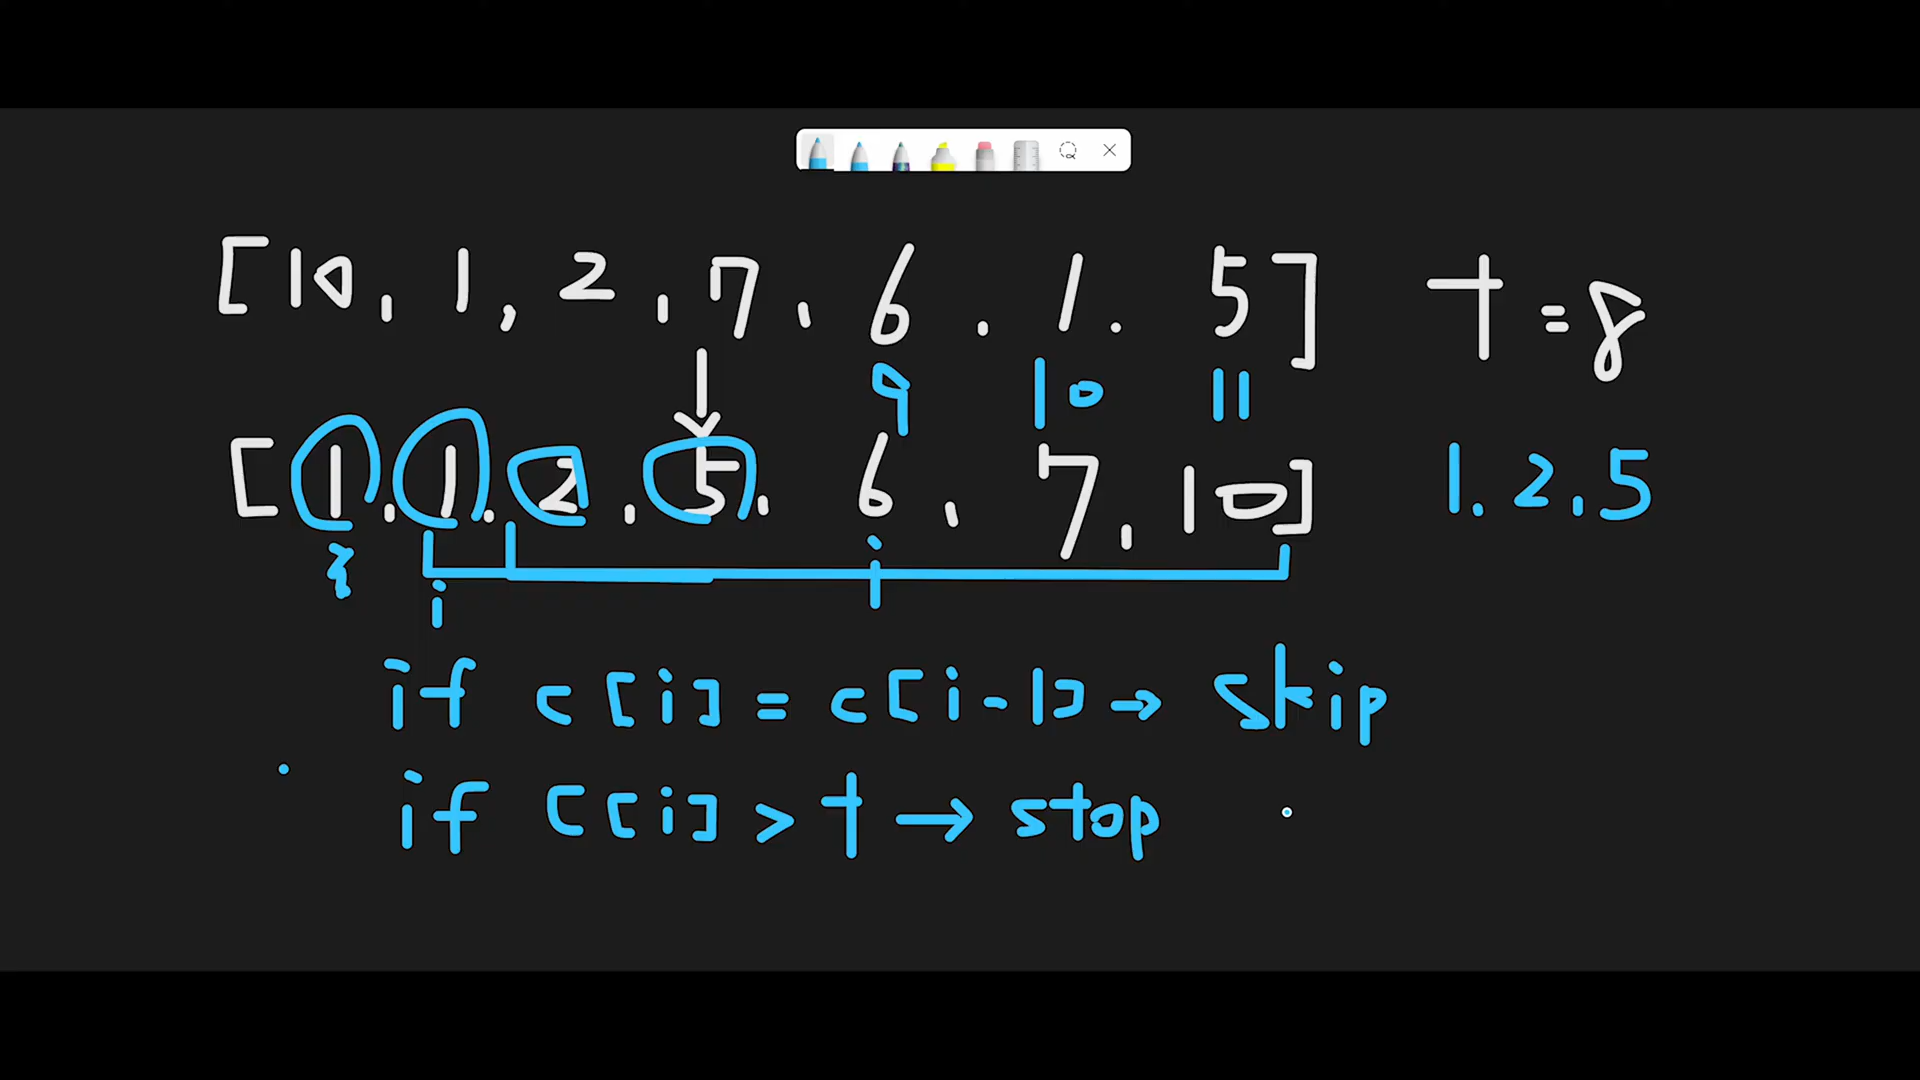 [10, 1, 2, 7, 6, 1, 5] t = 8
9 10 11
[1, 1, 2, 5, 6, 7, 10] 1, 2, 5
i
i
if c[i] = c[i-1] → skip
if c[i] > t → stop